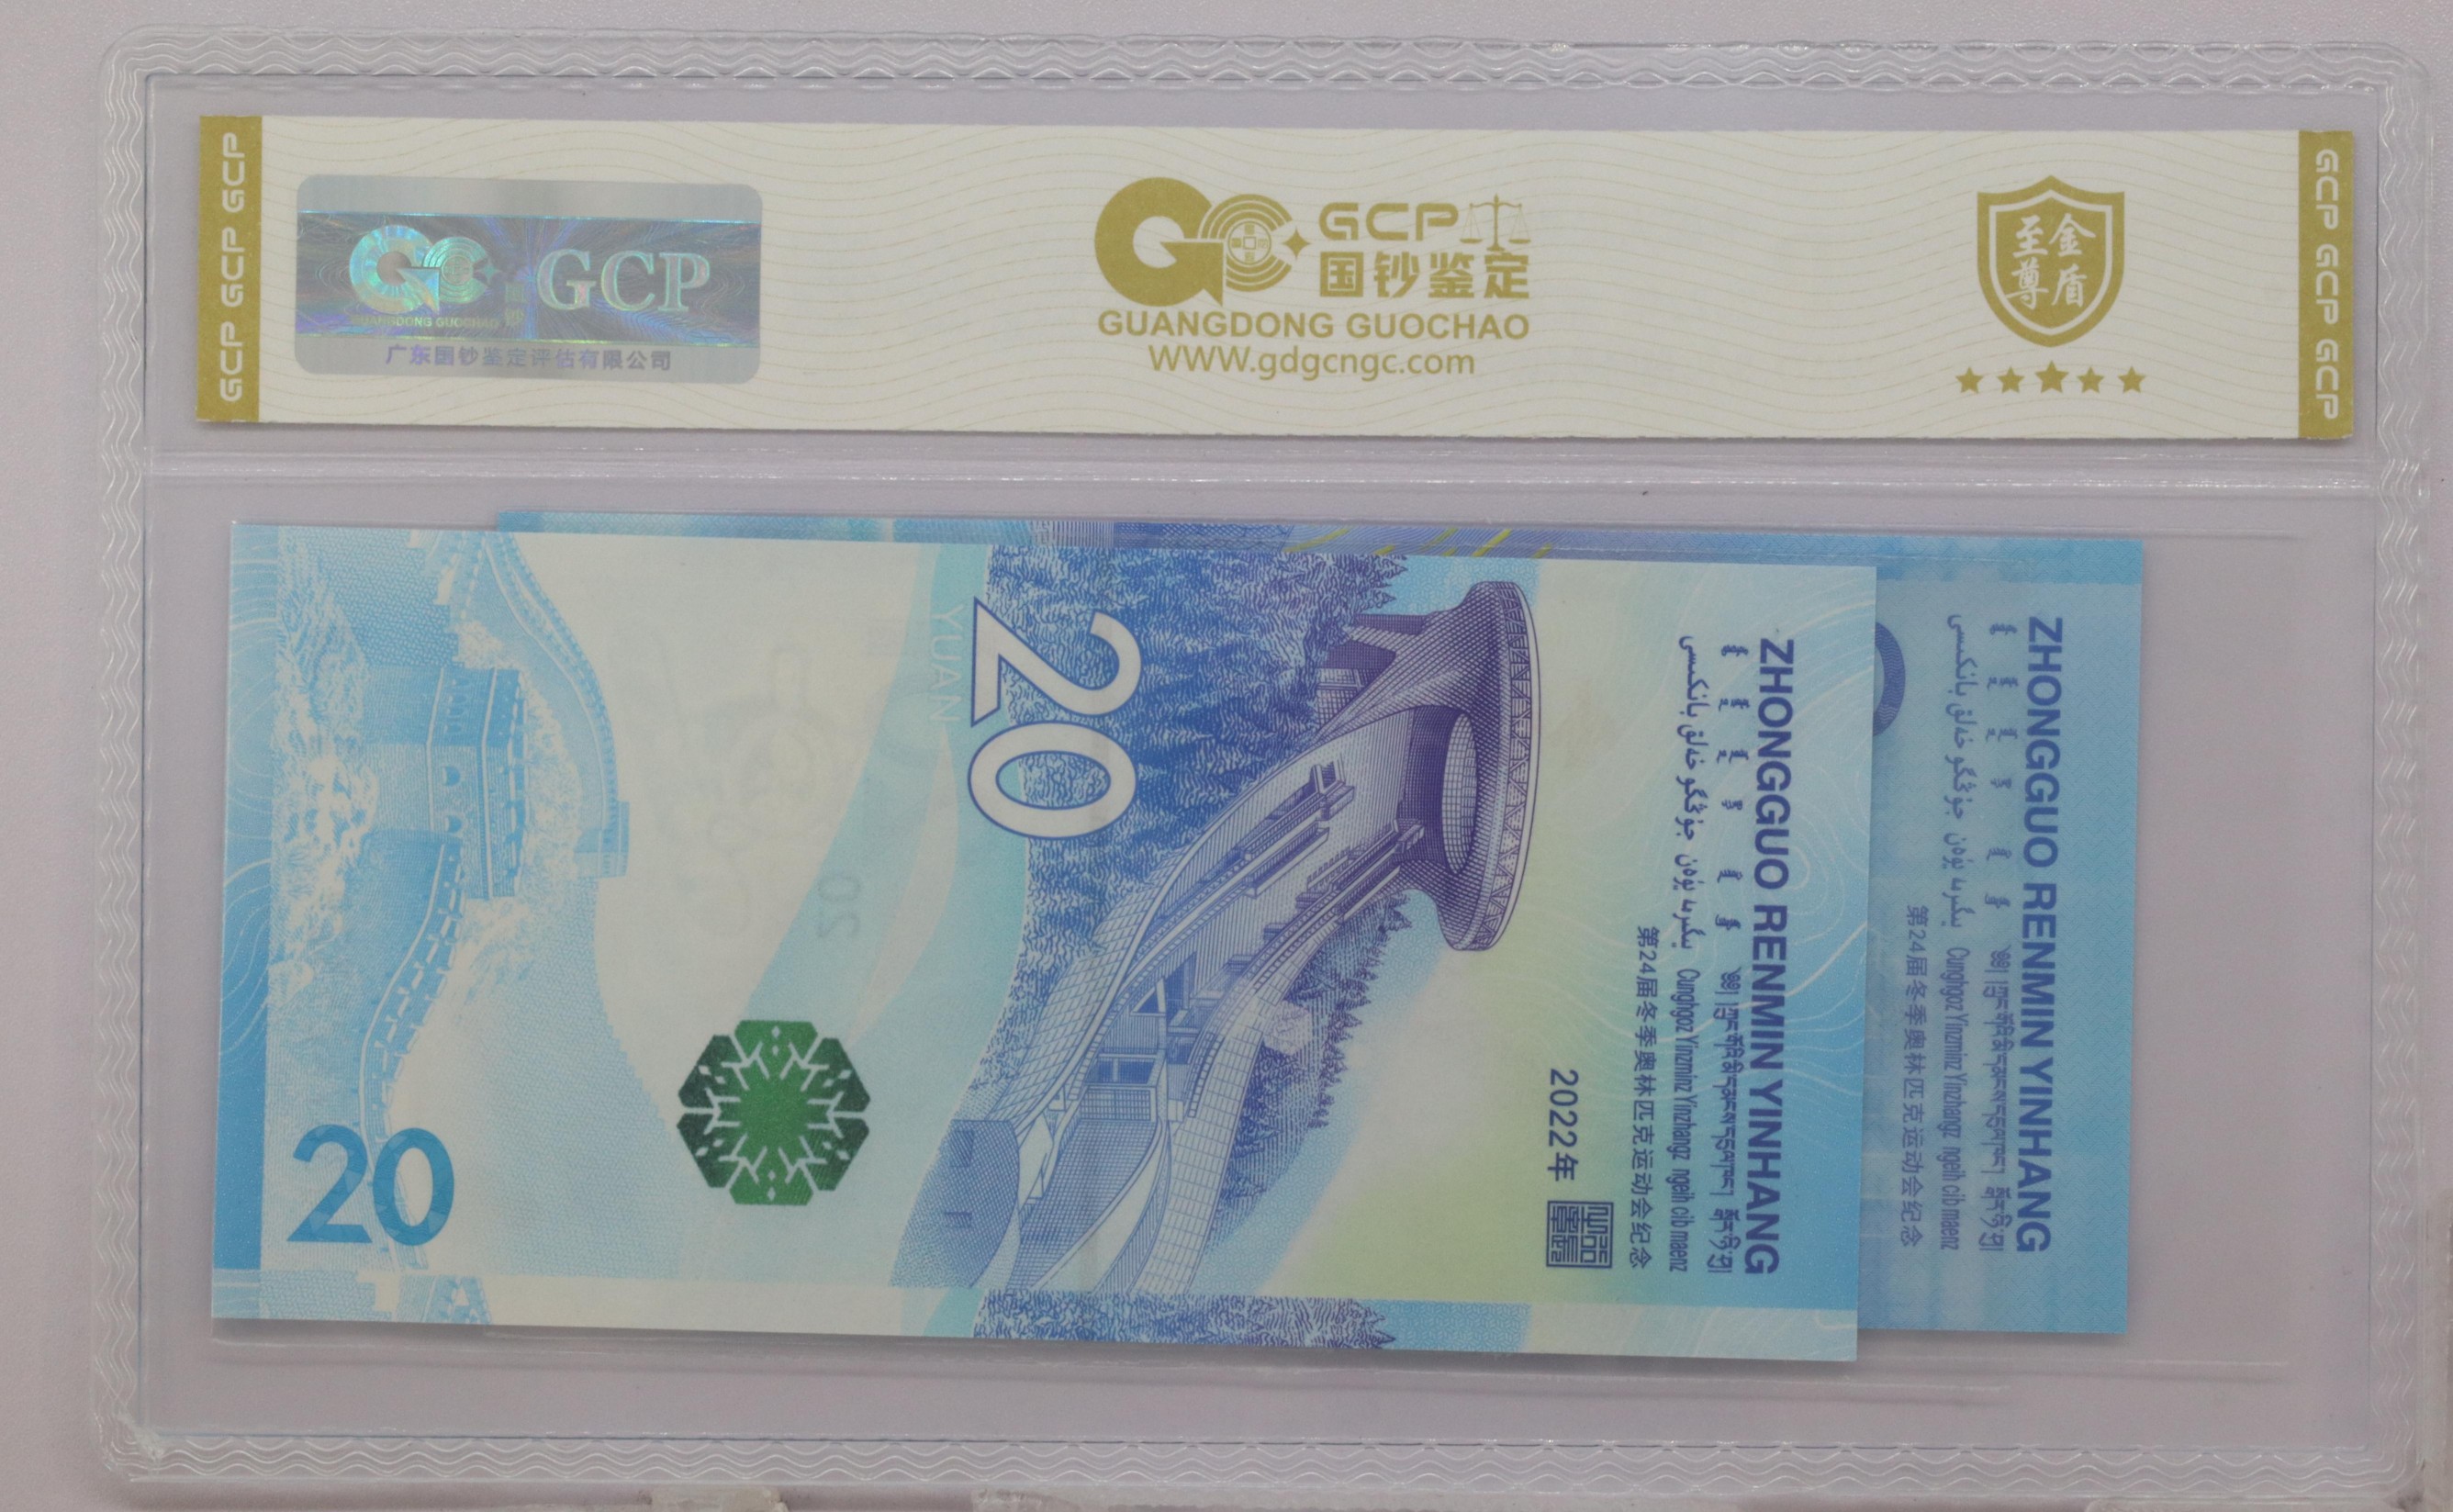 GCP GCP GCP
GCP
GUANGDONG GUOCHAO
广东国钞鉴定评估有限公司
GCP
国钞鉴定
GUANGDONG GUOCHAO
WWW.gdgcngc.com
至尊
金盾
GCP GCP GCP
ZHONGGUO RENMIN YINHANG
Cunghgoz Yinzminz Yinzhangz ngeih cib maenz
第24届冬季奥林匹克运动会纪念
2022年
20
YUAN
20
20
ZHONGGUO RENMIN YINHANG
Cunghgoz Yinzminz Yinzhangz ngeih cib maenz
第24届冬季奥林匹克运动会纪念